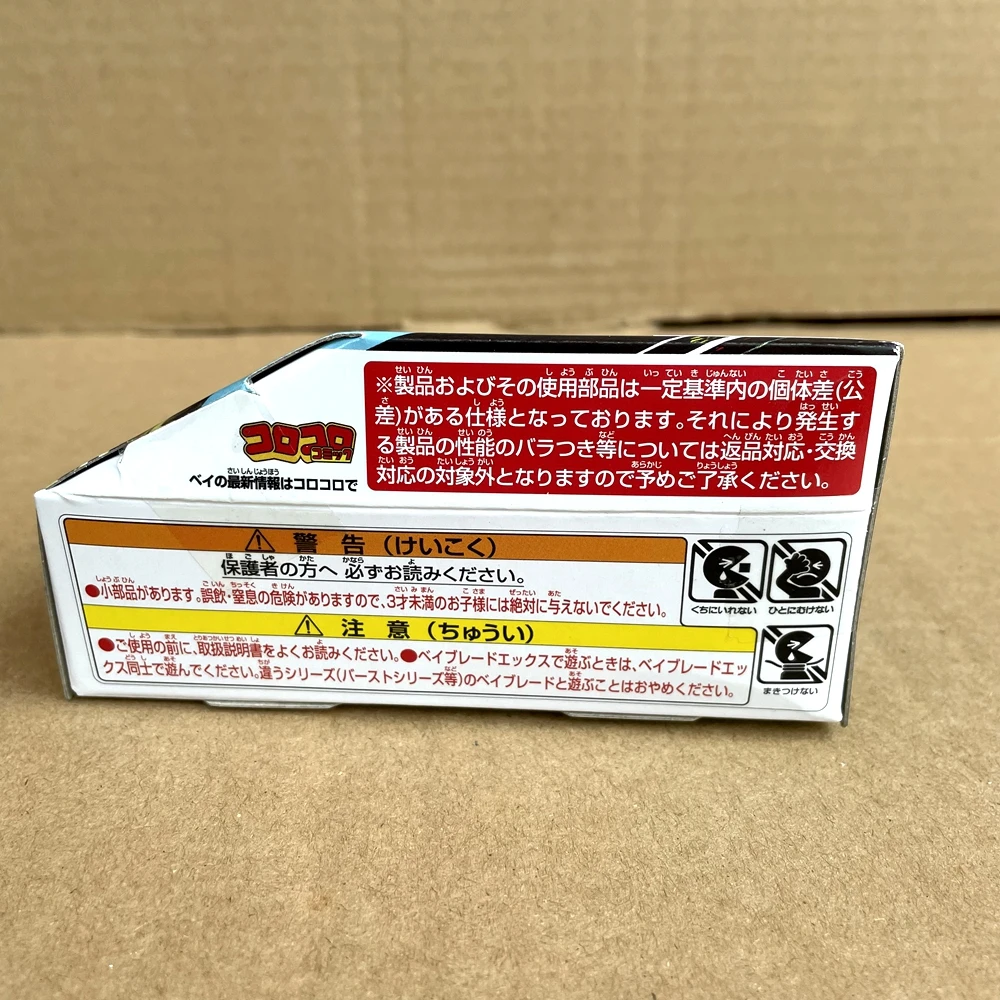 ※製品およびその使用部品は一定基準内の個体差(公
差)がある仕様となっております。それにより発生す
る製品の性能のバラつき等については返品対応・交換
対応の対象外となりますので予めご了承ください。
コロコロ
コミック
ベイの最新情報はコロコロで
警告(けいこく)
保護者の方へ 必ずお読みください。
●小部品があります。誤飲・窒息の危険がありますので、3才未満のお子様には絶対に与えないでください。
注意(ちゅうい)
●ご使用の前に、取扱説明書をよくお読みください。●ベイブレードエックスで遊ぶときは、ベイブレードエッ
クス同士で遊んでください。違うシリーズ(バーストシリーズ等)のベイブレードと遊ぶことはおやめください。
くちにいれない
ひとにむけない
まきつけない